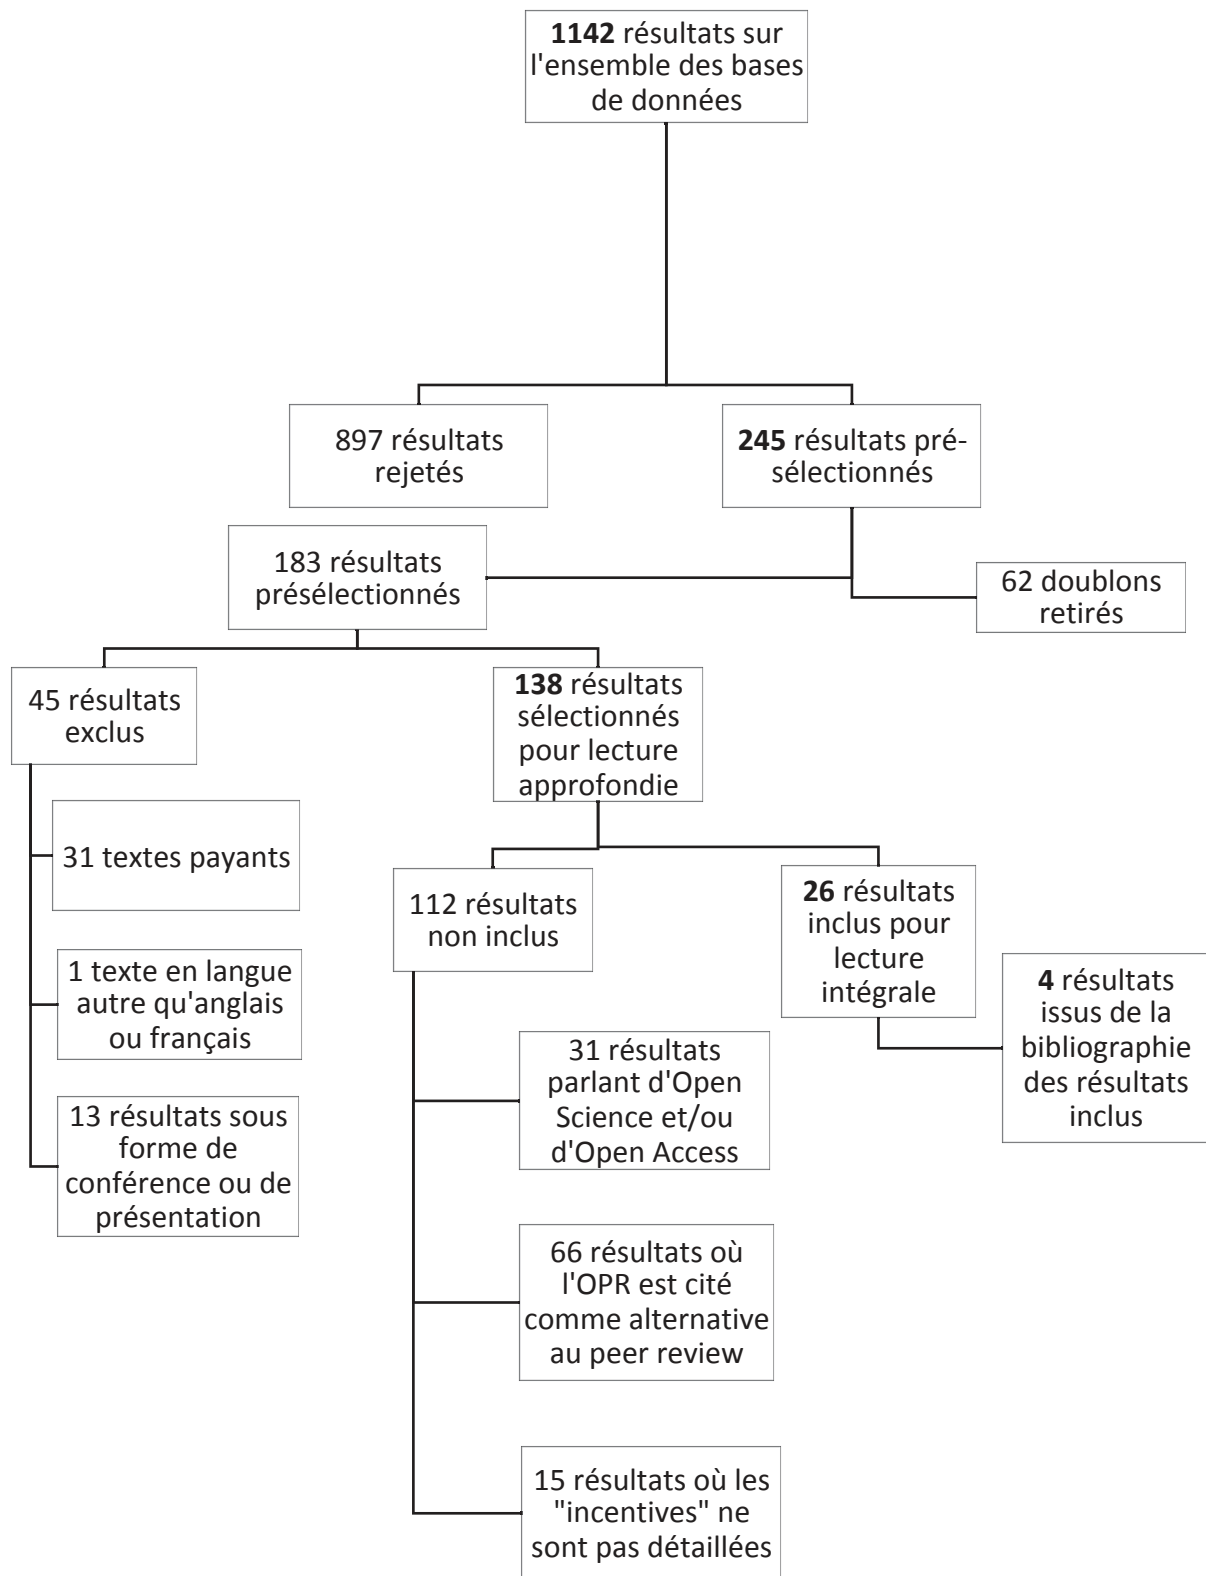 1142 résultats sur
l'ensemble des bases
de données
897 résultats
rejetés
245 résultats pré-
sélectionnés
183 résultats
présélectionnés
62 doublons
retirés
45 résultats
exclus
138 résultats
sélectionnés
pour lecture
approfondie
31 textes payants
1 texte en langue
autre qu'anglais
ou français
13 résultats sous
forme de
conférence ou de
présentation
112 résultats
non inclus
26 résultats
inclus pour
lecture
intégrale
4 résultats
issus de la
bibliographie
des résultats
inclus
31 résultats
parlant d'Open
Science et/ou
d'Open Access
66 résultats où
l'OPR est cité
comme alternative
au peer review
15 résultats où les
"incentives" ne
sont pas détaillées